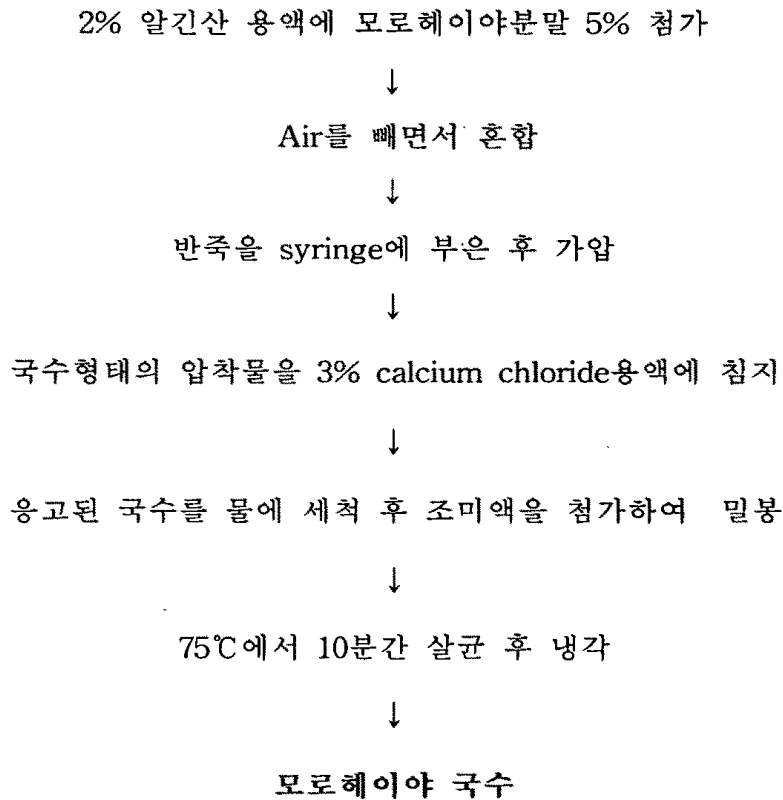 2% 알긴산 용액에 모로헤이야분말 5% 첨가
↓
Air를 빼면서 혼합
↓
반죽을 syringe에 부은 후 가압
↓
국수형태의 압착물을 3% calcium chloride용액에 침지
↓
응고된 국수를 물에 세척 후 조미액을 첨가하여 밀봉
↓
75℃에서 10분간 살균 후 냉각
↓
모로헤이야 국수